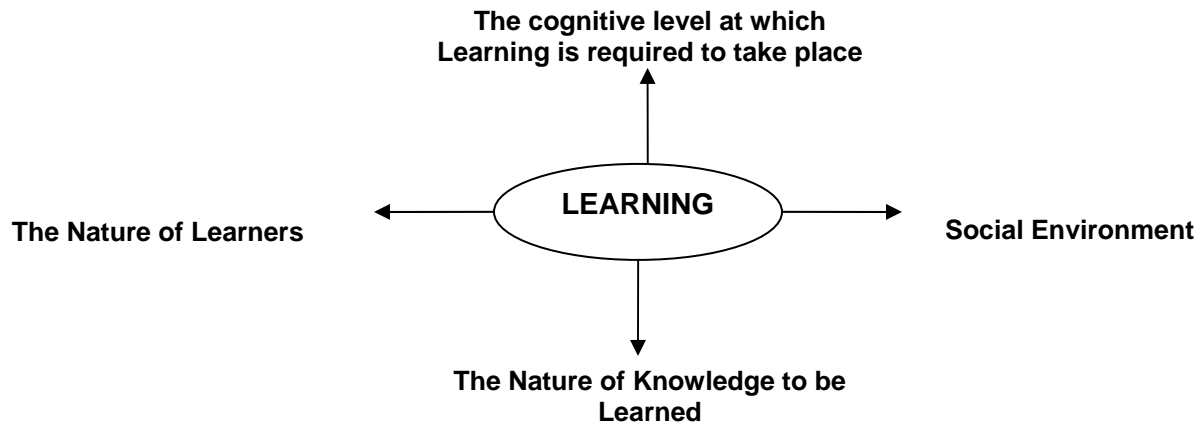 The cognitive level at which
Learning is required to take place
LEARNING
The Nature of Learners
Social Environment
The Nature of Knowledge to be
Learned